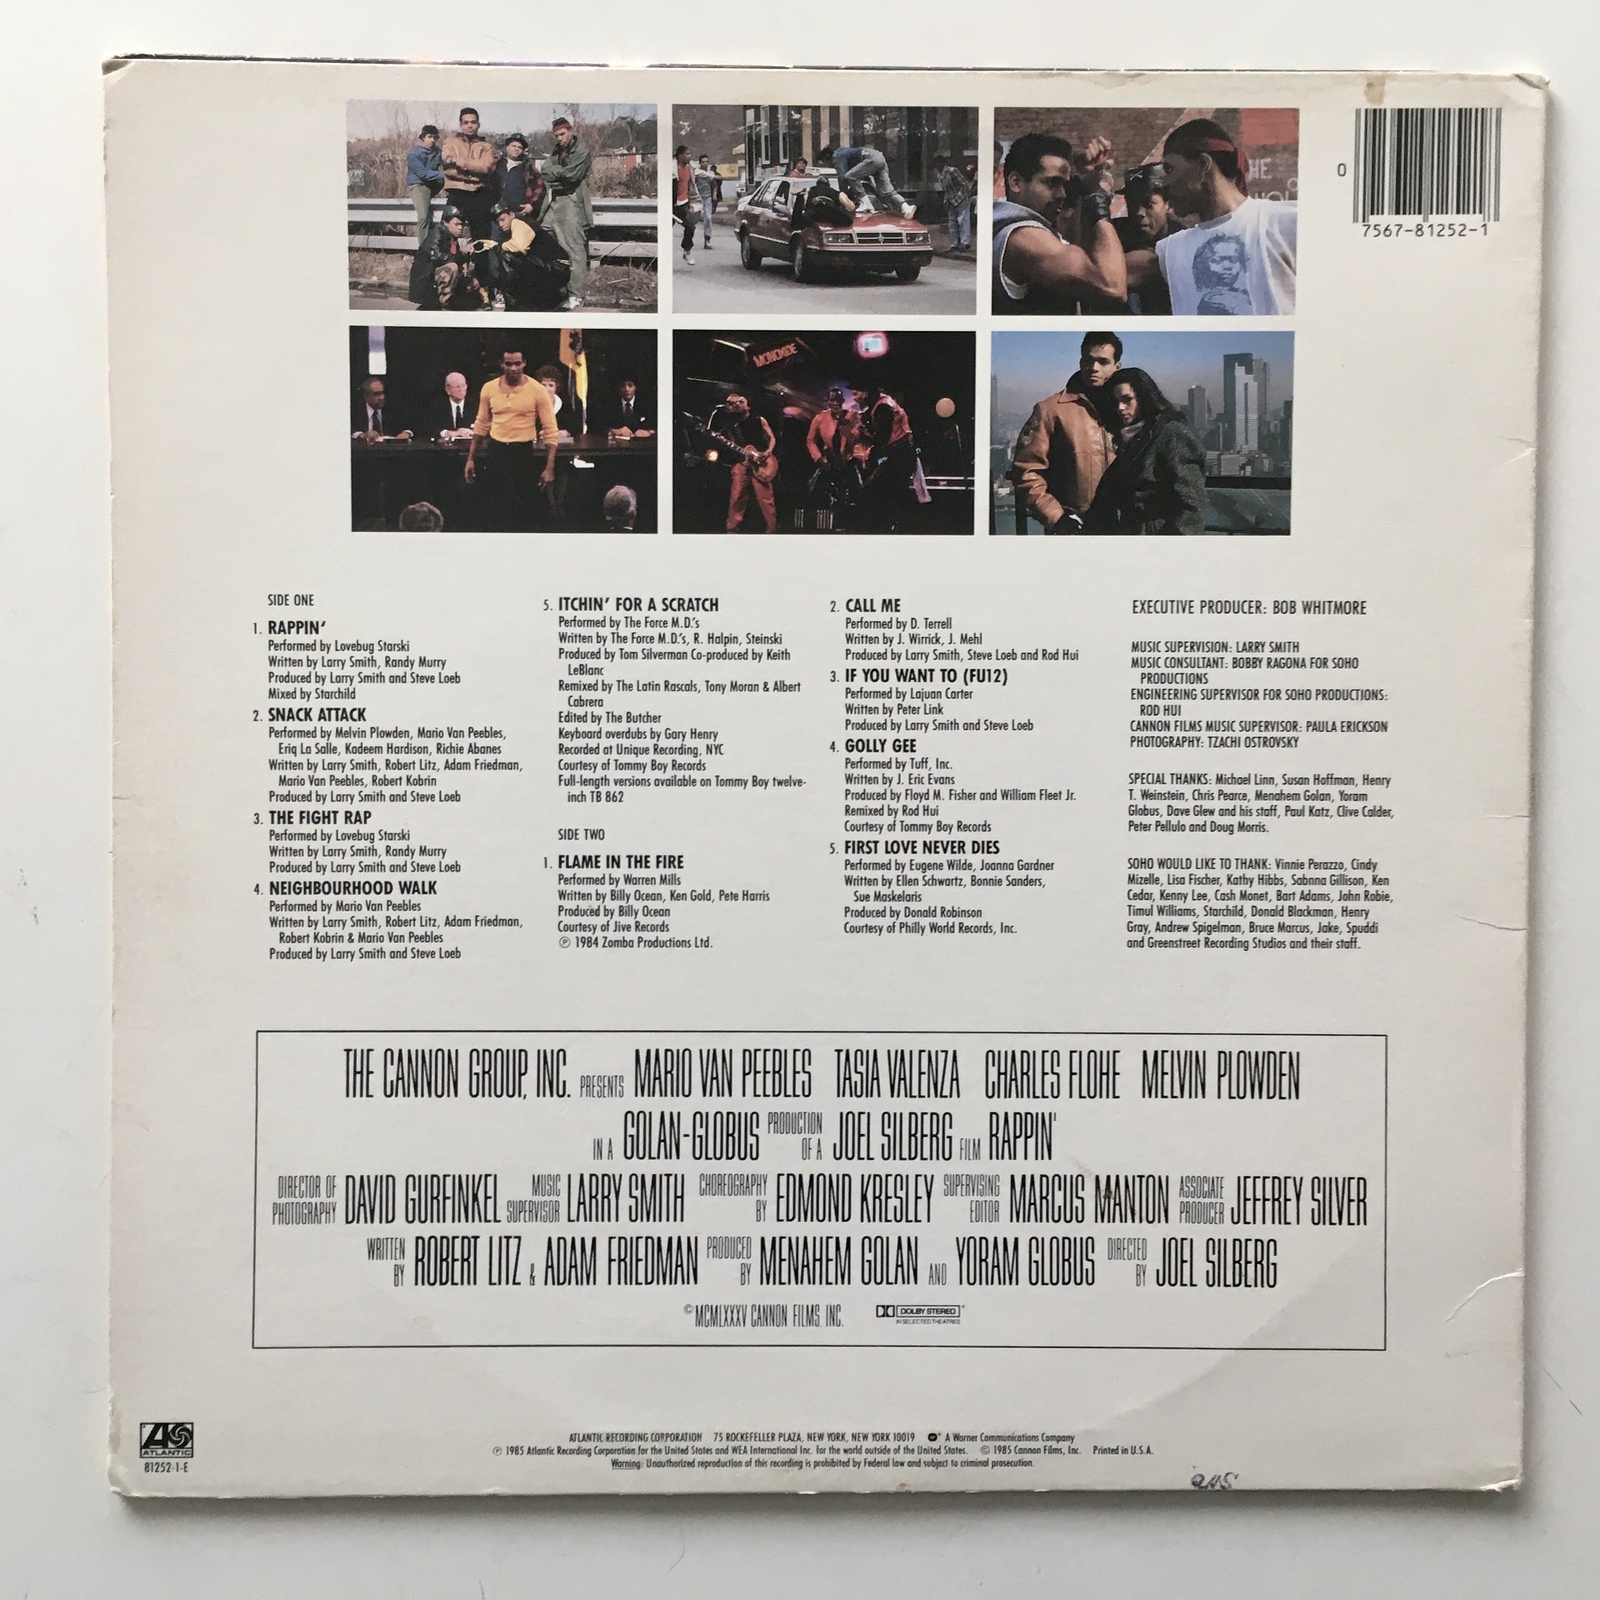 0
7567-81252-1
MONOXIDE
SIDE ONE
1. RAPPIN'
Performed by Lovebug Starski
Written by Larry Smith, Randy Murry
Produced by Larry Smith and Steve Loeb
Mixed by Starchild
2. SNACK ATTACK
Performed by Melvin Plowden, Mario Van Peebles,
Eriq La Salle, Kadeem Hardison, Richie Abanes
Written by Larry Smith, Robert Litz, Adam Friedman,
Mario Van Peebles, Robert Kobrin
Produced by Larry Smith and Steve Loeb
3. THE FIGHT RAP
Performed by Lovebug Starski
Written by Larry Smith, Randy Murry
Produced by Larry Smith and Steve Loeb
4. NEIGHBOURHOOD WALK
Performed by Mario Van Peebles
Written by Larry Smith, Robert Litz, Adam Friedman,
Robert Kobrin & Mario Van Peebles
Produced by Larry Smith and Steve Loeb
5. ITCHIN' FOR A SCRATCH
Performed by The Force M.D.'s
Written by The Force M.D.'s, R. Halpin, Steinski
Produced by Tom Silverman Co-produced by Keith
LeBlanc
Remixed by The Latin Rascals, Tony Moran & Albert
Cabrera
Edited by The Butcher
Keyboard overdubs by Gary Henry
Recorded at Unique Recording, NYC
Courtesy of Tommy Boy Records
Full-length versions available on Tommy Boy twelve-
inch TB 862
SIDE TWO
1. FLAME IN THE FIRE
Performed by Warren Mills
Written by Billy Ocean, Ken Gold, Pete Harris
Produced by Billy Ocean
Courtesy of Jive Records
℗ 1984 Zomba Productions Ltd.
2. CALL ME
Performed by D. Terrell
Written by J. Wirrick, J. Mehl
Produced by Larry Smith, Steve Loeb and Rod Hui
3. IF YOU WANT TO (FU12)
Performed by Lajuan Carter
Written by Peter Link
Produced by Larry Smith and Steve Loeb
4. GOLLY GEE
Performed by Tuff, Inc.
Written by J. Eric Evans
Produced by Floyd M. Fisher and William Fleet Jr.
Remixed by Rod Hui
Courtesy of Tommy Boy Records
5. FIRST LOVE NEVER DIES
Performed by Eugene Wilde, Joanna Gardner
Written by Ellen Schwartz, Bonnie Sanders,
Sue Maskelaris
Produced by Donald Robinson
Courtesy of Philly World Records, Inc.
EXECUTIVE PRODUCER: BOB WHITMORE
MUSIC SUPERVISION: LARRY SMITH
MUSIC CONSULTANT: BOBBY RAGONA FOR SOHO
PRODUCTIONS
ENGINEERING SUPERVISOR FOR SOHO PRODUCTIONS:
ROD HUI
CANNON FILMS MUSIC SUPERVISOR: PAULA ERICKSON
PHOTOGRAPHY: TZACHI OSTROVSKY
SPECIAL THANKS: Michael Linn, Susan Hoffman, Henry
T. Weinstein, Chris Pearce, Menahem Golan, Yoram
Globus, Dave Glew and his staff, Paul Katz, Clive Calder,
Peter Pellulo and Doug Morris.
SOHO WOULD LIKE TO THANK: Vinnie Perazzo, Cindy
Mizelle, Lisa Fischer, Kathy Hibbs, Sabnna Gillison, Ken
Cedar, Kenny Lee, Cash Monet, Bart Adams, John Robie,
Timul Williams, Starchild, Donald Blackman, Henry
Gray, Andrew Spigelman, Bruce Marcus, Jake, Spuddi
and Greenstreet Recording Studios and their staff.
THE CANNON GROUP, INC. PRESENTS MARIO VAN PEEBLES TASIA VALENZA CHARLES FLOHE MELVIN PLOWDEN
IN A GOLAN-GLOBUS PRODUCTION OF A JOEL SILBERG FILM RAPPIN'
DIRECTOR OF PHOTOGRAPHY DAVID GURFINKEL MUSIC SUPERVISOR LARRY SMITH CHOREOGRAPHY BY EDMOND KRESLEY SUPERVISING EDITOR MARCUS MANTON ASSOCIATE PRODUCER JEFFREY SILVER
WRITTEN BY ROBERT LITZ & ADAM FRIEDMAN PRODUCED BY MENAHEM GOLAN AND YORAM GLOBUS DIRECTED BY JOEL SILBERG
© MCMLXXXV CANNON FILMS, INC. DOLBY STEREO
IN SELECTED THEATRES
ATLANTIC
81252-1-E
ATLANTIC RECORDING CORPORATION 75 ROCKEFELLER PLAZA, NEW YORK, NEW YORK 10019 A Warner Communications Company
℗ 1985 Atlantic Recording Corporation for the United States and WEA International Inc. for the world outside of the United States. © 1985 Cannon Films, Inc. Printed in U.S.A.
Warning: Unauthorized reproduction of this recording is prohibited by Federal law and subject to criminal prosecution.